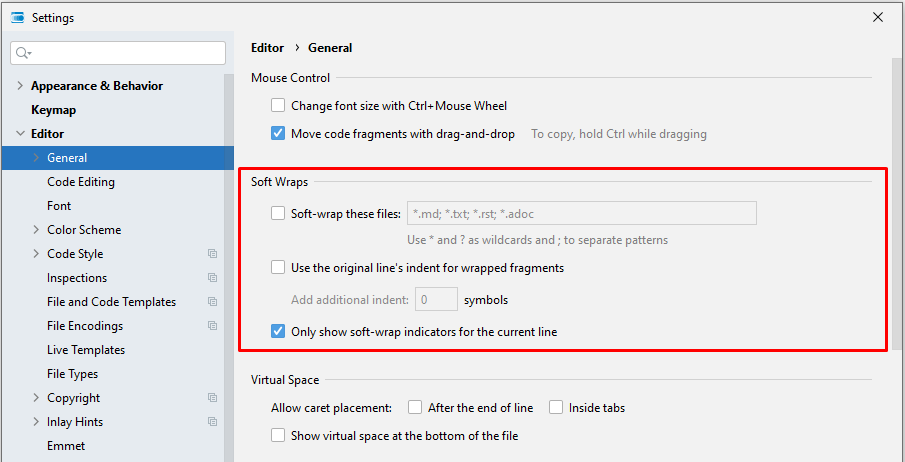 Settings
Appearance & Behavior
Keymap
Editor
General
Code Editing
Font
Color Scheme
Code Style
Inspections
File and Code Templates
File Encodings
Live Templates
File Types
Copyright
Inlay Hints
Emmet
Editor › General
Mouse Control
Change font size with Ctrl+Mouse Wheel
Move code fragments with drag-and-drop To copy, hold Ctrl while dragging
Soft Wraps
Soft-wrap these files: *.md; *.txt; *.rst; *.adoc
Use * and ? as wildcards and ; to separate patterns
Use the original line's indent for wrapped fragments
Add additional indent: 0 symbols
Only show soft-wrap indicators for the current line
Virtual Space
Allow caret placement: After the end of line Inside tabs
Show virtual space at the bottom of the file